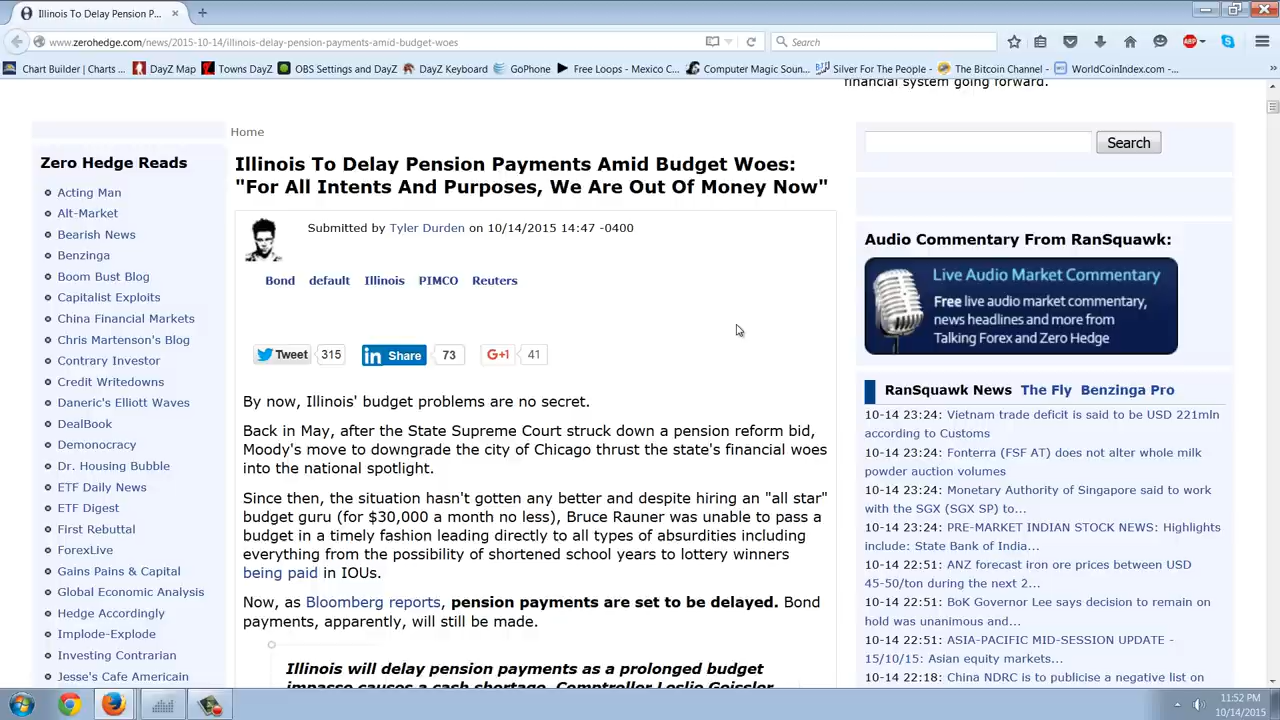 Illinois To Delay Pension P...
www.zerohedge.com/news/2015-10-14/illinois-delay-pension-payments-amid-budget-woes
Search
ABP
Chart Builder | Charts ...
DayZ Map
Towns DayZ
OBS Settings and DayZ
DayZ Keyboard
GoPhone
Free Loops - Mexico C...
Computer Magic Soun...
Silver For The People -
The Bitcoin Channel -
WorldCoinIndex.com -...
financial system going forward.
Home
Zero Hedge Reads
Acting Man
Alt-Market
Bearish News
Benzinga
Boom Bust Blog
Capitalist Exploits
China Financial Markets
Chris Martenson's Blog
Contrary Investor
Credit Writedowns
Daneric's Elliott Waves
DealBook
Demonocracy
Dr. Housing Bubble
ETF Daily News
ETF Digest
First Rebuttal
ForexLive
Gains Pains & Capital
Global Economic Analysis
Hedge Accordingly
Implode-Explode
Investing Contrarian
Jesse's Cafe Americain
Illinois To Delay Pension Payments Amid Budget Woes:
"For All Intents And Purposes, We Are Out Of Money Now"
Submitted by Tyler Durden on 10/14/2015 14:47 -0400
Bond default Illinois PIMCO Reuters
Tweet 315 in Share 73 G+1 41
By now, Illinois' budget problems are no secret.
Back in May, after the State Supreme Court struck down a pension reform bid,
Moody's move to downgrade the city of Chicago thrust the state's financial woes
into the national spotlight.
Since then, the situation hasn't gotten any better and despite hiring an "all star"
budget guru (for $30,000 a month no less), Bruce Rauner was unable to pass a
budget in a timely fashion leading directly to all types of absurdities including
everything from the possibility of shortened school years to lottery winners
being paid in IOUs.
Now, as Bloomberg reports, pension payments are set to be delayed. Bond
payments, apparently, will still be made.
Illinois will delay pension payments as a prolonged budget
impasse causes a cash shortage, Comptroller Leslie Geissler
Search
Audio Commentary From RanSquawk:
Live Audio Market Commentary
Free live audio market commentary,
news headlines and more from
Talking Forex and Zero Hedge
RanSquawk News The Fly Benzinga Pro
10-14 23:24: Vietnam trade deficit is said to be USD 221mln
according to Customs
10-14 23:24: Fonterra (FSF AT) does not alter whole milk
powder auction volumes
10-14 23:24: Monetary Authority of Singapore said to work
with the SGX (SGX SP) to...
10-14 23:24: PRE-MARKET INDIAN STOCK NEWS: Highlights
include: State Bank of India...
10-14 22:51: ANZ forecast iron ore prices between USD
45-50/ton during the next 2...
10-14 22:51: BoK Governor Lee says decision to remain on
hold was unanimous and...
10-14 22:51: ASIA-PACIFIC MID-SESSION UPDATE -
15/10/15: Asian equity markets...
10-14 22:18: China NDRC is to publicise a negative list on
11:52 PM
10/14/2015